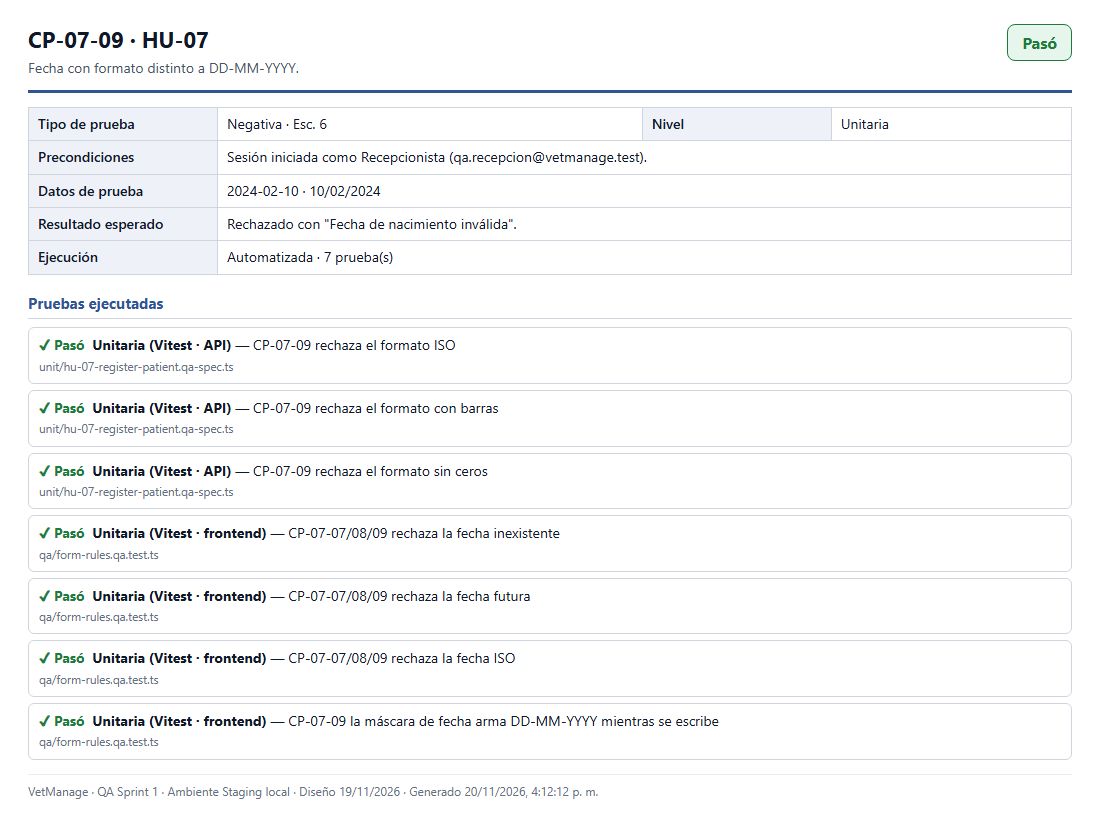 CP-07-09 · HU-07
Pasó
Fecha con formato distinto a DD-MM-YYYY.
Tipo de prueba Negativa · Esc. 6 Nivel Unitaria
Precondiciones Sesión iniciada como Recepcionista (qa.recepcion@vetmanage.test).
Datos de prueba 2024-02-10 · 10/02/2024
Resultado esperado Rechazado con "Fecha de nacimiento inválida".
Ejecución Automatizada · 7 prueba(s)
Pruebas ejecutadas
✓ Pasó Unitaria (Vitest · API) — CP-07-09 rechaza el formato ISO
unit/hu-07-register-patient.qa-spec.ts
✓ Pasó Unitaria (Vitest · API) — CP-07-09 rechaza el formato con barras
unit/hu-07-register-patient.qa-spec.ts
✓ Pasó Unitaria (Vitest · API) — CP-07-09 rechaza el formato sin ceros
unit/hu-07-register-patient.qa-spec.ts
✓ Pasó Unitaria (Vitest · frontend) — CP-07-07/08/09 rechaza la fecha inexistente
qa/form-rules.qa.test.ts
✓ Pasó Unitaria (Vitest · frontend) — CP-07-07/08/09 rechaza la fecha futura
qa/form-rules.qa.test.ts
✓ Pasó Unitaria (Vitest · frontend) — CP-07-07/08/09 rechaza la fecha ISO
qa/form-rules.qa.test.ts
✓ Pasó Unitaria (Vitest · frontend) — CP-07-09 la máscara de fecha arma DD-MM-YYYY mientras se escribe
qa/form-rules.qa.test.ts
VetManage · QA Sprint 1 · Ambiente Staging local · Diseño 19/11/2026 · Generado 20/11/2026, 4:12:12 p. m.